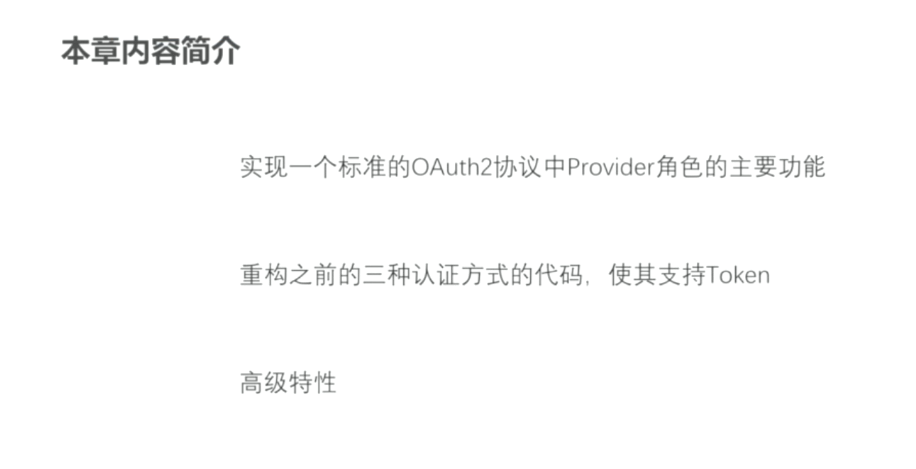 本章内容简介
实现一个标准的OAuth2协议中Provider角色的主要功能
重构之前的三种认证方式的代码，使其支持Token
高级特性